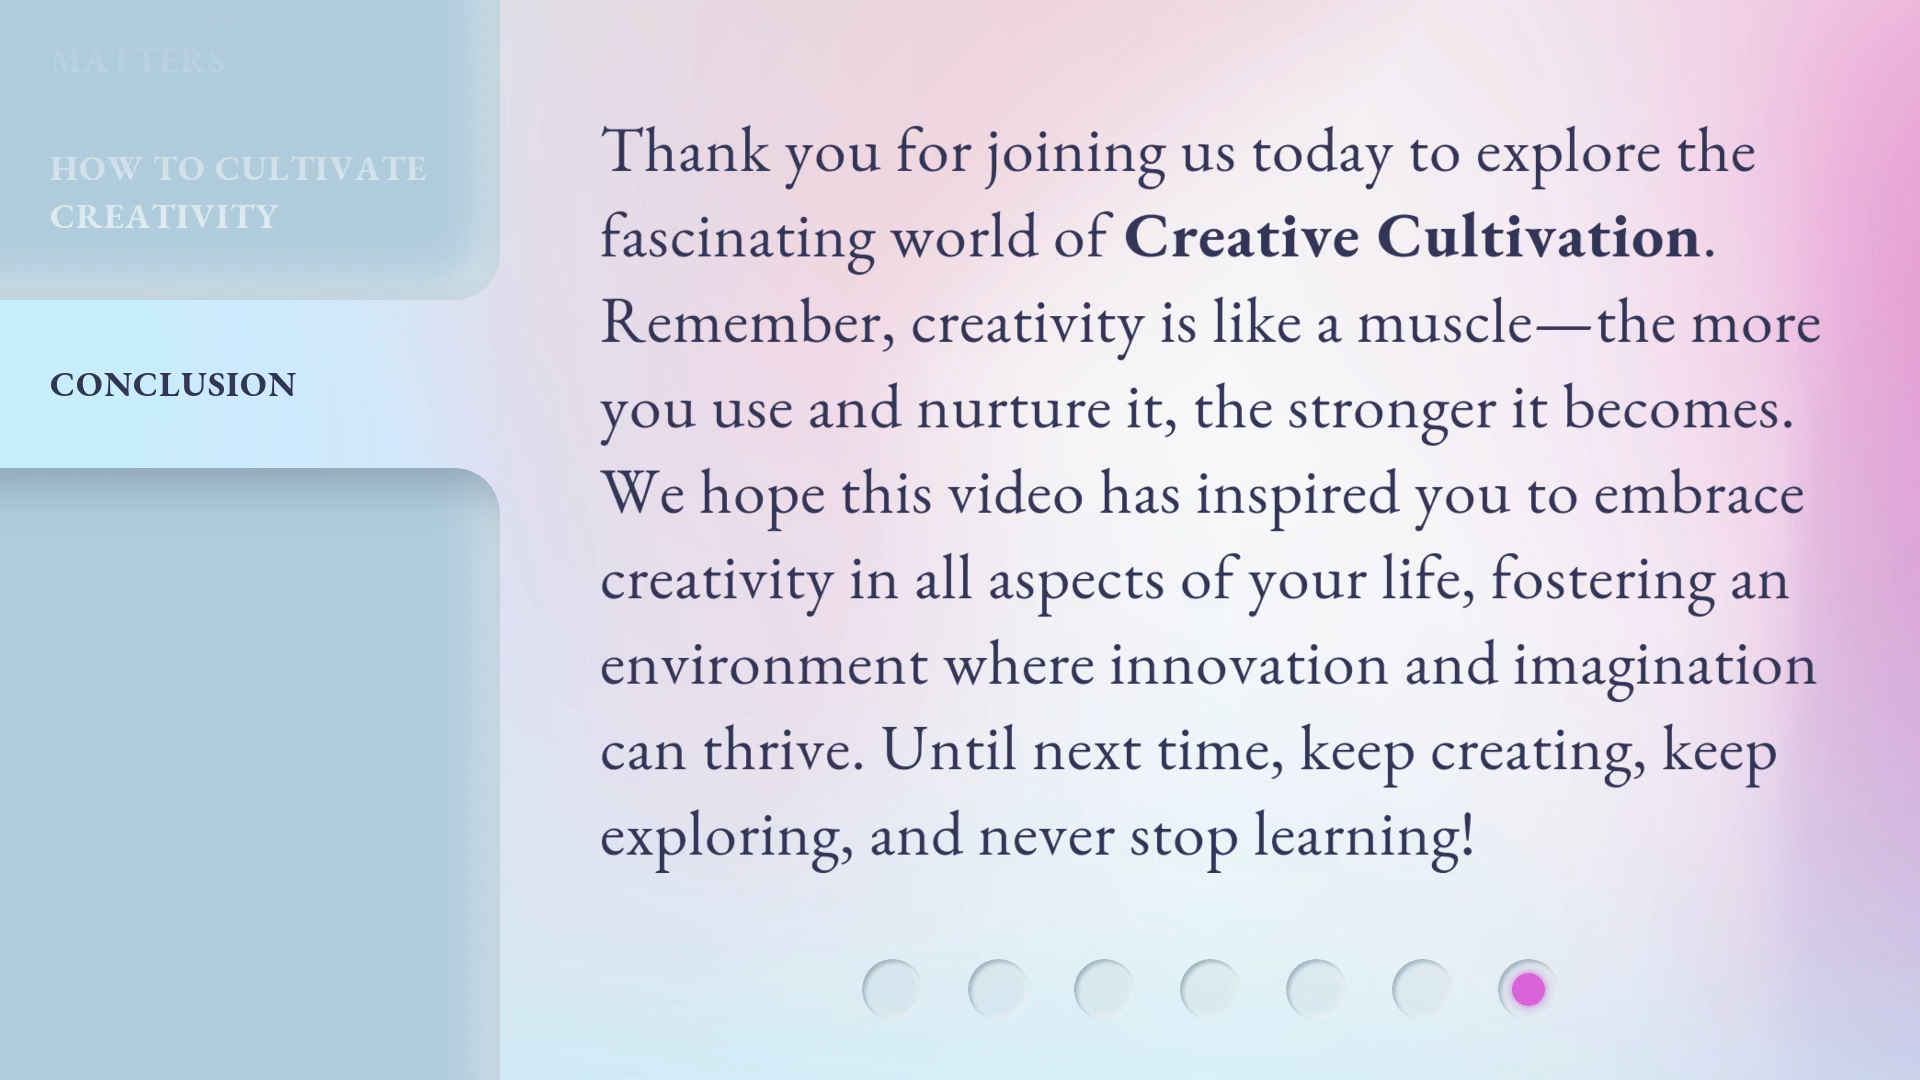 MATTERS
HOW TO CULTIVATE
CREATIVITY
CONCLUSION
Thank you for joining us today to explore the
fascinating world of Creative Cultivation.
Remember, creativity is like a muscle—the more
you use and nurture it, the stronger it becomes.
We hope this video has inspired you to embrace
creativity in all aspects of your life, fostering an
environment where innovation and imagination
can thrive. Until next time, keep creating, keep
exploring, and never stop learning!